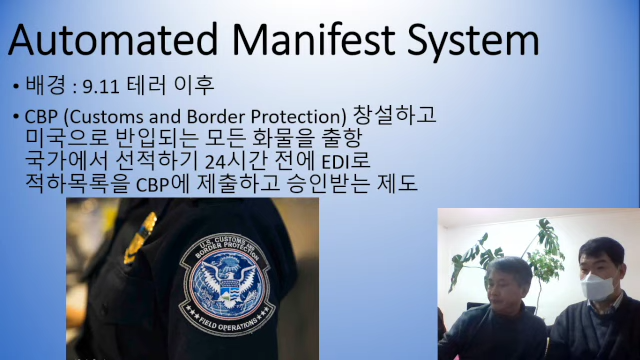 Automated Manifest System
• 배경 : 9.11 테러 이후
• CBP (Customs and Border Protection) 창설하고
미국으로 반입되는 모든 화물을 출항
국가에서 선적하기 24시간 전에 EDI로
적하목록을 CBP에 제출하고 승인받는 제도
U.S. CUSTOMS AND
BORDER PROTECTION
FIELD OPERATIONS